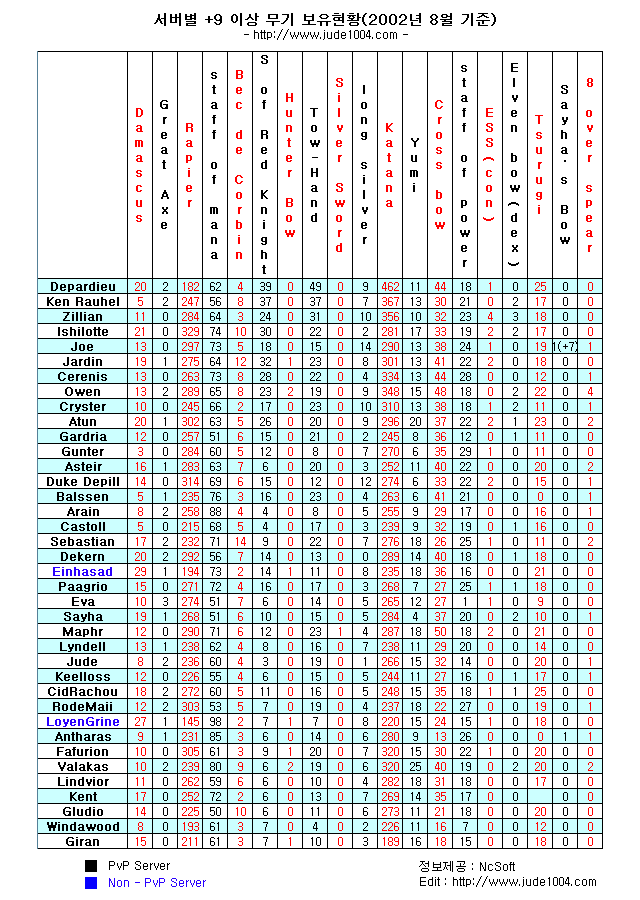 서버별 +9 이상 무기 보유현황(2002년 8월 기준)
- http://www.jude1004.com -
Damascus Great Axe Rapier staff of mana Bec de Corbin S of Red Knight Hunter Bow Tow-Hand Silver Sword long silver Katana Yumi Cross bow staff of power ESS(con) Elven bow(dex) Tsurugi Sayha's Bow 8 over spear
Depardieu 20 2 182 62 4 39 0 49 0 9 462 11 44 18 1 0 25 0 0
Ken Rauhel 5 2 247 56 8 37 0 37 0 7 367 13 30 21 0 2 17 0 0
Zillian 11 0 284 64 3 24 0 31 0 10 356 10 32 23 4 3 18 0 0
Ishilotte 21 0 329 74 10 30 0 22 0 2 281 17 33 19 2 2 17 0 0
Joe 13 0 297 73 5 18 0 15 0 14 290 13 38 24 1 0 19 1(+7) 1
Jardin 19 1 275 64 12 32 1 23 0 8 301 13 41 22 2 0 18 0 0
Cerenis 13 0 263 73 8 28 0 22 0 4 334 13 44 28 0 0 12 0 1
Owen 13 2 289 65 8 23 2 19 0 9 348 15 48 18 0 2 22 0 4
Cryster 10 0 245 66 2 17 0 23 0 10 310 13 38 18 1 2 11 0 1
Atun 20 1 302 63 5 26 0 20 0 9 296 20 37 22 2 1 23 0 2
Gardria 12 0 257 51 6 15 0 21 0 2 245 8 36 12 0 1 11 0 0
Gunter 3 0 284 60 5 12 0 8 0 7 270 6 35 29 1 0 11 0 0
Asteir 16 1 283 63 7 6 0 20 0 3 252 11 40 22 0 0 20 0 2
Duke Depill 14 0 314 69 6 15 0 12 0 12 274 6 33 22 2 0 15 0 1
Balssen 5 1 235 76 3 16 0 23 0 4 263 6 41 21 0 0 0 0 1
Arain 8 2 258 88 4 4 0 8 0 5 255 9 29 17 0 0 16 0 1
Castoll 5 0 215 68 5 4 0 17 0 3 239 9 32 19 0 1 16 0 0
Sebastian 17 2 232 71 14 9 0 22 0 7 276 18 26 25 1 0 11 0 2
Dekern 20 2 292 56 7 14 0 13 0 0 289 14 40 18 0 1 18 0 0
Einhasad 29 1 194 73 2 14 1 11 0 8 235 18 36 16 0 0 21 0 0
Paagrio 15 0 271 72 4 16 0 17 0 3 268 7 27 25 1 1 18 0 0
Eva 10 3 274 51 7 6 0 14 0 5 265 12 27 1 1 0 9 0 0
Sayha 19 1 268 51 6 10 0 15 0 5 284 4 37 20 0 2 10 0 1
Maphr 12 0 290 71 6 12 0 23 1 4 287 18 50 18 2 0 21 0 0
Lyndell 13 1 238 62 4 8 0 16 0 7 238 11 29 20 0 0 14 0 0
Jude 8 2 236 60 4 3 0 19 0 1 266 15 32 14 0 0 20 0 1
Keelloss 12 0 226 55 4 6 0 15 0 5 244 11 27 16 0 1 17 0 1
CidRachou 18 2 272 60 5 11 0 16 0 5 248 15 35 18 1 1 25 0 0
RodeMaii 12 2 303 53 5 7 0 19 0 4 237 18 22 27 0 0 19 0 1
LoyenGrine 27 1 145 98 2 7 1 7 0 8 220 15 24 15 1 0 18 0 0
Antharas 9 1 231 85 3 6 0 14 0 6 280 9 13 26 0 0 0 1 1
Fafurion 10 0 305 61 3 9 1 20 0 7 320 15 30 22 1 0 20 0 0
Valakas 10 2 239 80 9 6 2 19 0 6 320 25 40 19 0 2 20 0 2
Lindvior 11 0 262 59 6 6 0 10 0 4 282 18 31 18 0 0 17 0 0
Kent 17 0 252 72 2 6 0 13 0 7 269 14 35 17 0 0 0 0
Gludio 14 0 225 50 10 6 0 11 0 6 273 11 21 18 0 0 20 0 0
Windawood 8 0 193 61 3 7 0 4 0 2 226 11 16 7 0 0 12 0 0
Giran 15 0 211 61 3 7 1 10 0 3 189 16 18 15 0 0 18 0 0
PvP Server
Non - PvP Server
정보제공 : NcSoft
Edit : http://www.jude1004.com